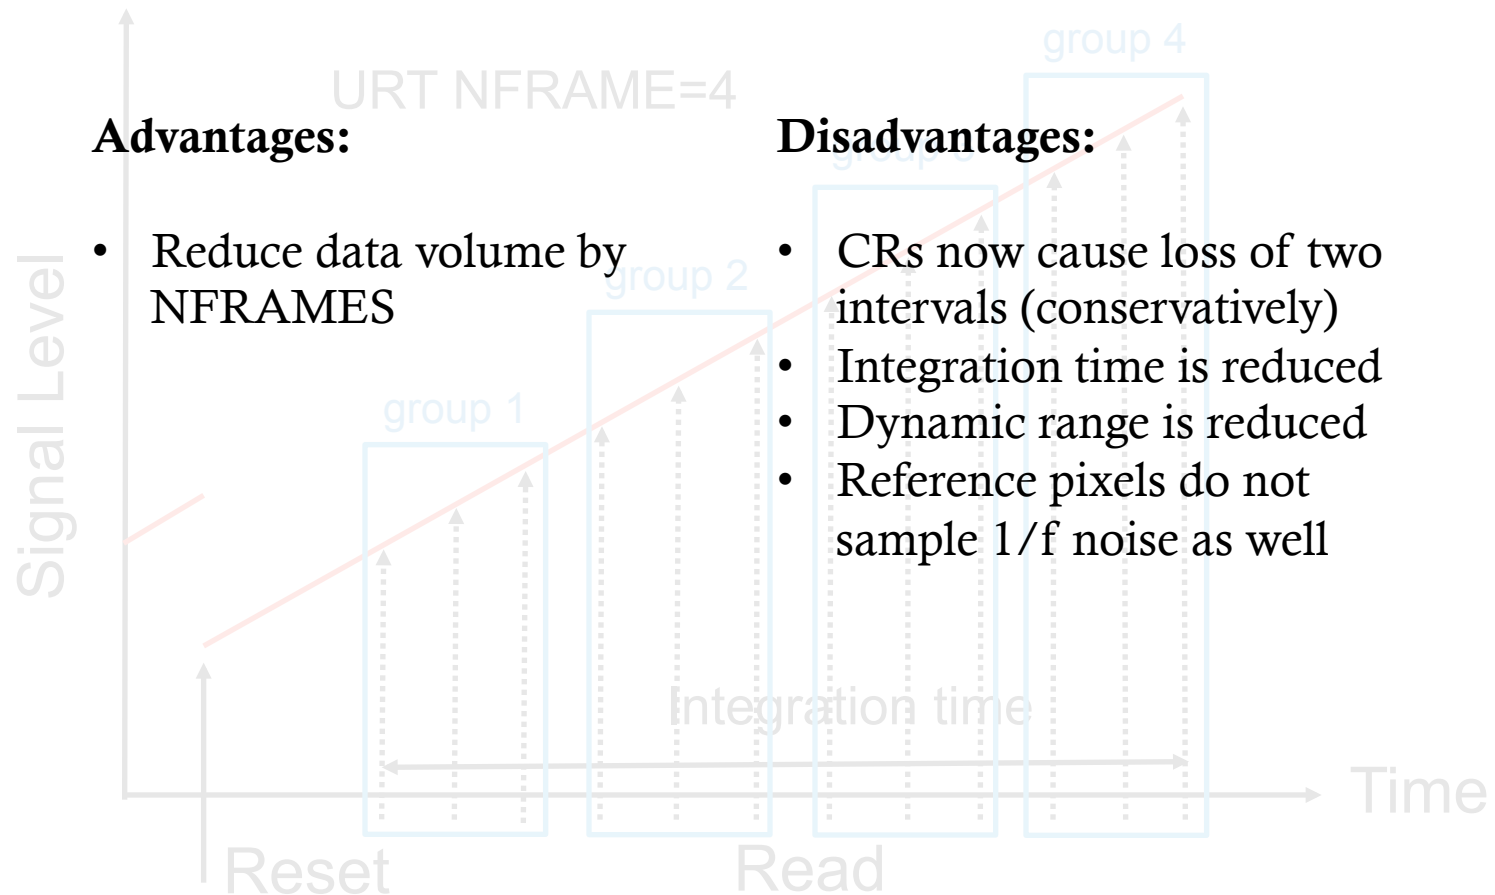 group 4
URT NFRAME=4
Advantages:
Disadvantages:
group 3
• Reduce data volume by
NFRAMES
• CRs now cause loss of two
intervals (conservatively)
• Integration time is reduced
• Dynamic range is reduced
• Reference pixels do not
sample 1/f noise as well
group 2
group 1
Signal Level
Integration time
Time
Reset
Read